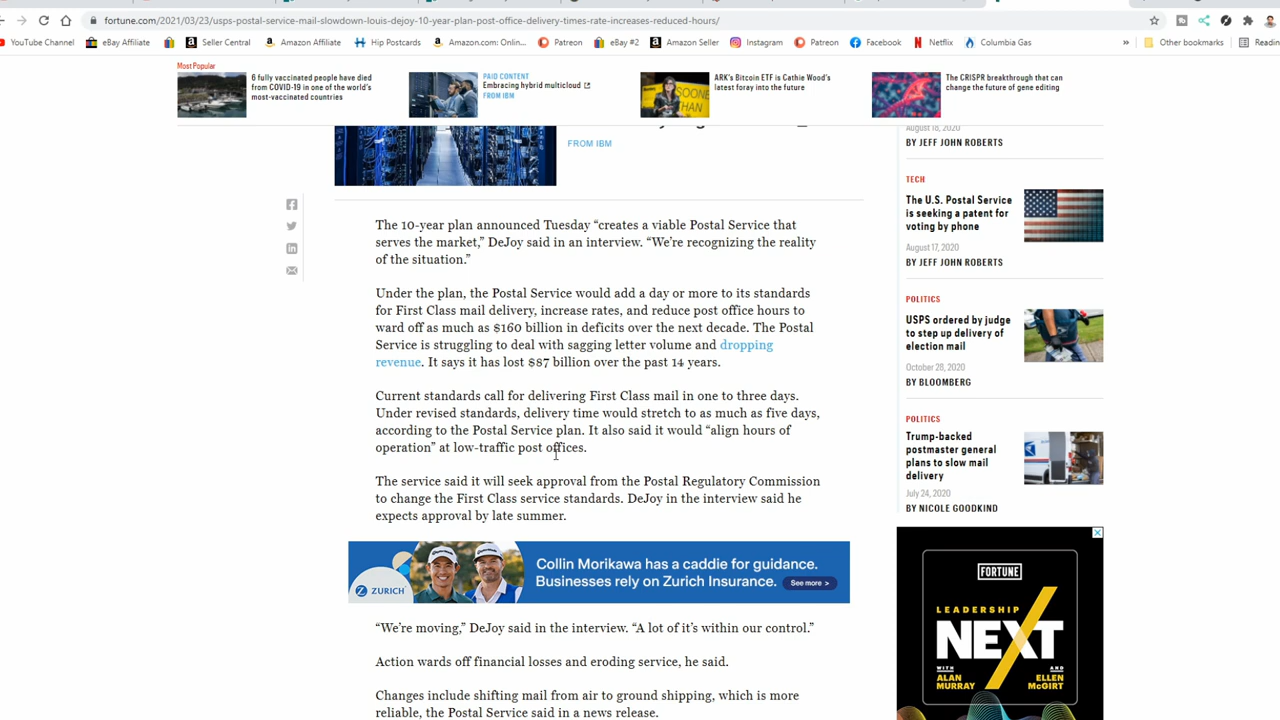 fortune.com/2021/03/23/usps-postal-service-mail-slowdown-louis-dejoy-10-year-plan-post-office-delivery-times-rate-increases-reduced-hours/
YouTube Channel eBay Affiliate Seller Central Amazon Affiliate Hip Postcards Amazon.com: Onlin... Patreon eBay #2 Amazon Seller Instagram Patreon Facebook Netflix Columbia Gas » Other bookmarks
Most Popular
6 fully vaccinated people have died
from COVID-19 in one of the world's
most-vaccinated countries
PAID CONTENT
Embracing hybrid multicloud
FROM IBM
ARK's Bitcoin ETF is Cathie Wood's
latest foray into the future
The CRISPR breakthrough that can
change the future of gene editing
FROM IBM
The 10-year plan announced Tuesday “creates a viable Postal Service that
serves the market,” DeJoy said in an interview. “We’re recognizing the reality
of the situation.”
Under the plan, the Postal Service would add a day or more to its standards
for First Class mail delivery, increase rates, and reduce post office hours to
ward off as much as $160 billion in deficits over the next decade. The Postal
Service is struggling to deal with sagging letter volume and dropping
revenue. It says it has lost $87 billion over the past 14 years.
Current standards call for delivering First Class mail in one to three days.
Under revised standards, delivery time would stretch to as much as five days,
according to the Postal Service plan. It also said it would “align hours of
operation” at low-traffic post offices.
The service said it will seek approval from the Postal Regulatory Commission
to change the First Class service standards. DeJoy in the interview said he
expects approval by late summer.
ZURICH
Collin Morikawa has a caddie for guidance.
Businesses rely on Zurich Insurance.
See more >
“We’re moving,” DeJoy said in the interview. “A lot of it’s within our control.”
Action wards off financial losses and eroding service, he said.
Changes include shifting mail from air to ground shipping, which is more
reliable, the Postal Service said in a news release.
August 18, 2020
BY JEFF JOHN ROBERTS
TECH
The U.S. Postal Service
is seeking a patent for
voting by phone
August 17, 2020
BY JEFF JOHN ROBERTS
POLITICS
USPS ordered by judge
to step up delivery of
election mail
October 28, 2020
BY BLOOMBERG
POLITICS
Trump-backed
postmaster general
plans to slow mail
delivery
July 24, 2020
BY NICOLE GOODKIND
FORTUNE
LEADERSHIP
NEXT
WITH
ALAN
MURRAY
AND
ELLEN
McGIRT